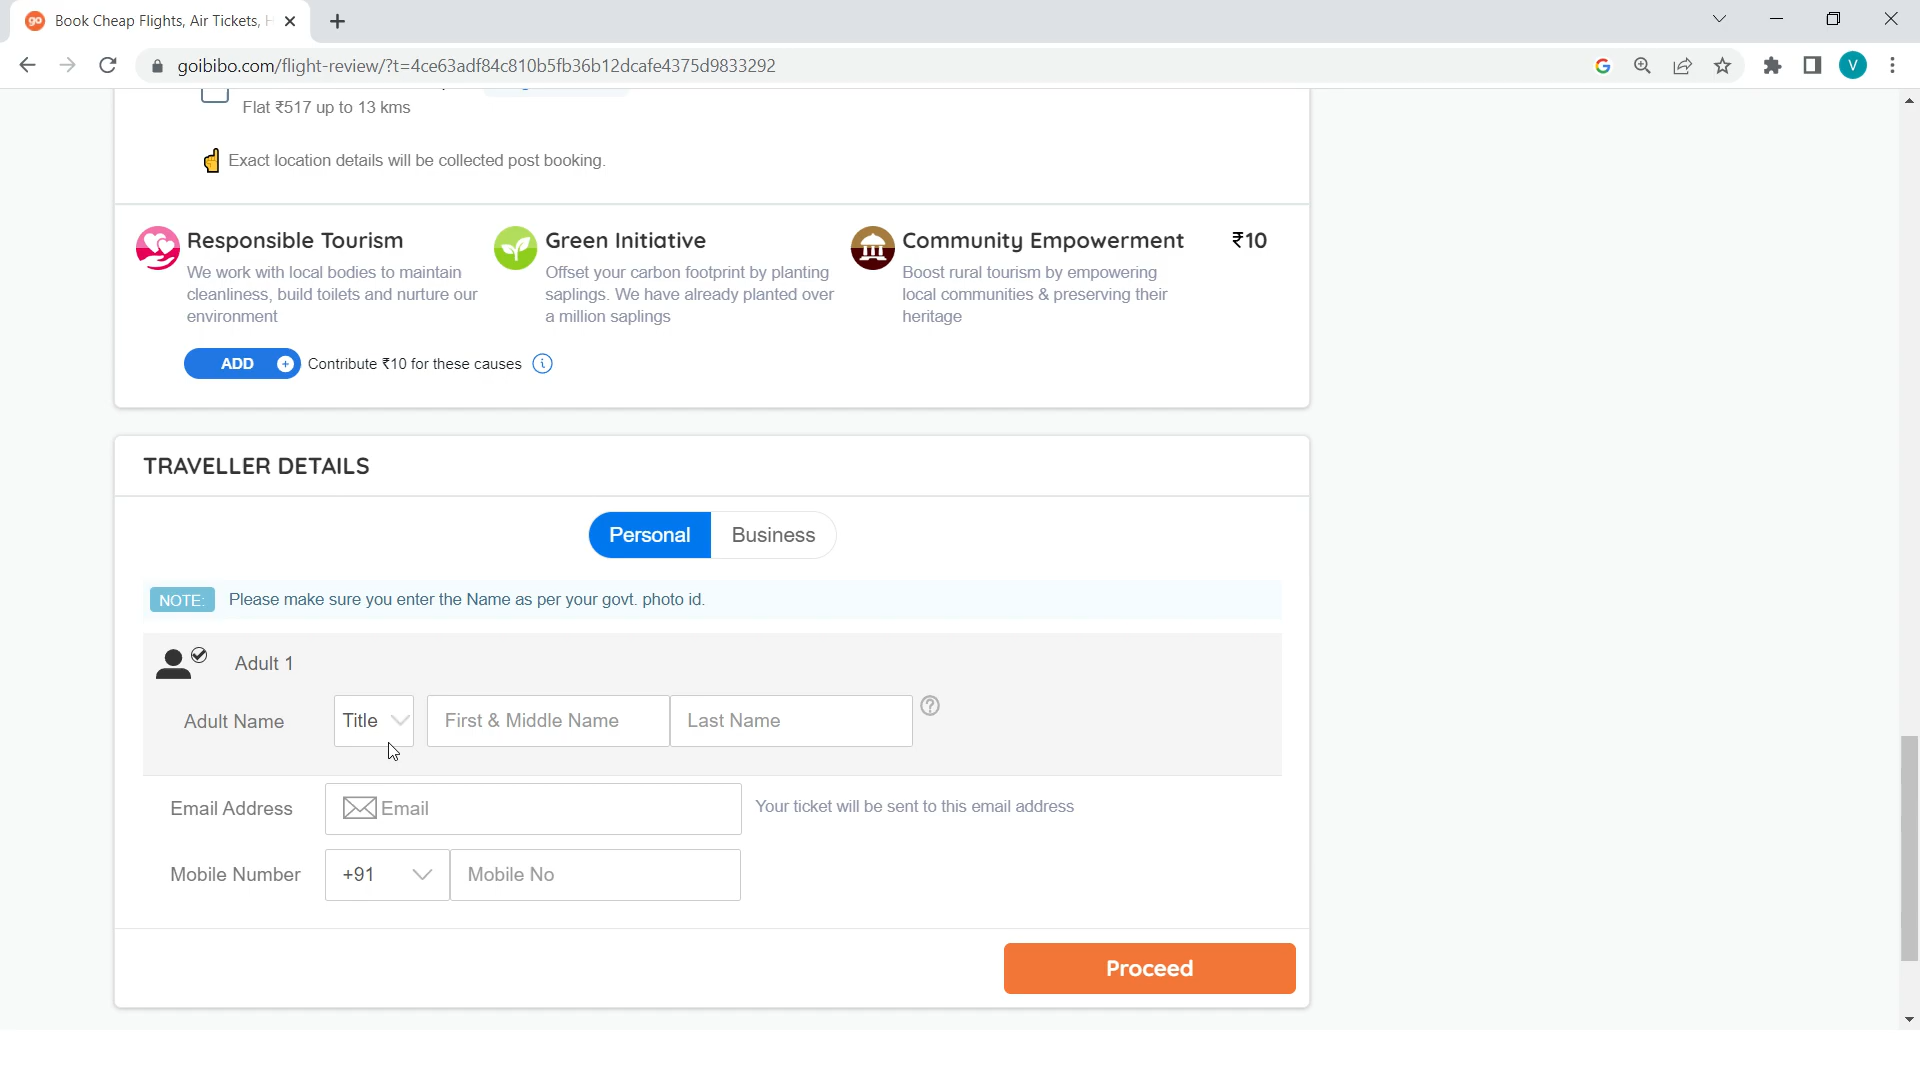 go Book Cheap Flights, Air Tickets, H
goibibo.com/flight-review/?t=4ce63adf84c810b5fb36b12dcafe4375d9833292
V
Flat ₹517 up to 13 kms
Exact location details will be collected post booking.
Responsible Tourism
We work with local bodies to maintain
cleanliness, build toilets and nurture our
environment
Green Initiative
Offset your carbon footprint by planting
saplings. We have already planted over
a million saplings
Community Empowerment
Boost rural tourism by empowering
local communities & preserving their
heritage
₹10
ADD Contribute ₹10 for these causes
TRAVELLER DETAILS
Personal Business
NOTE: Please make sure you enter the Name as per your govt. photo id.
Adult 1
Adult Name Title First & Middle Name Last Name
Email Address Email Your ticket will be sent to this email address
Mobile Number +91 Mobile No
Proceed